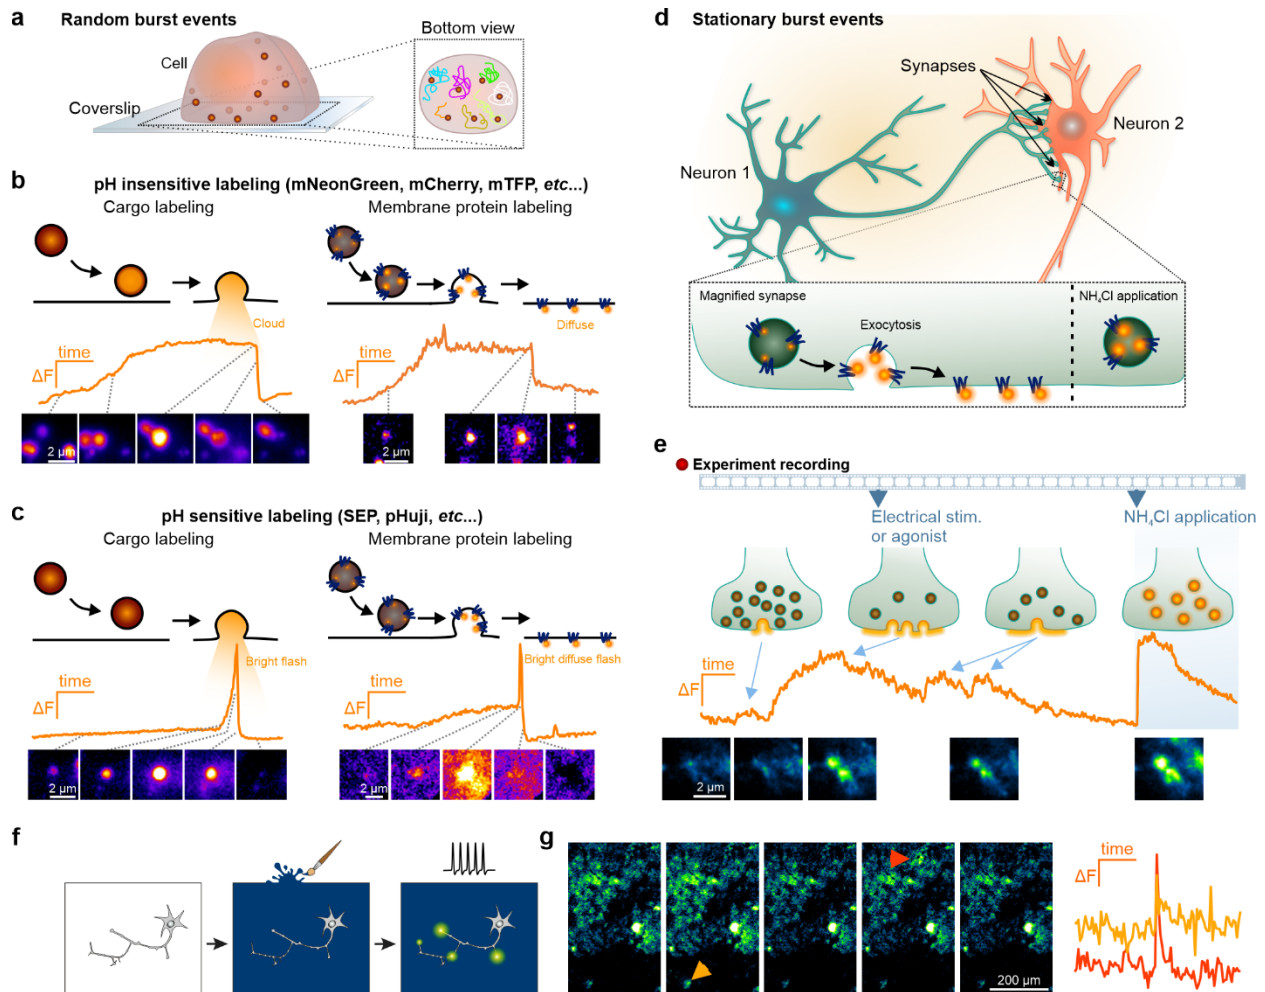 a
Random burst events
Bottom view
Cell
Coverslip
b
pH insensitive labeling (mNeonGreen, mCherry, mTFP, etc...)
Cargo labeling
Membrane protein labeling
Cloud
Diffuse
time
ΔF
time
ΔF
2 µm
2 µm
c
pH sensitive labeling (SEP, pHuji, etc...)
Cargo labeling
Membrane protein labeling
Bright flash
Bright diffuse flash
time
ΔF
time
ΔF
2 µm
2 µm
d
Stationary burst events
Synapses
Neuron 2
Neuron 1
Magnified synapse
NH₄Cl application
Exocytosis
e
Experiment recording
Electrical stim.
or agonist
NH₄Cl application
time
ΔF
2 µm
f
g
200 µm
time
ΔF